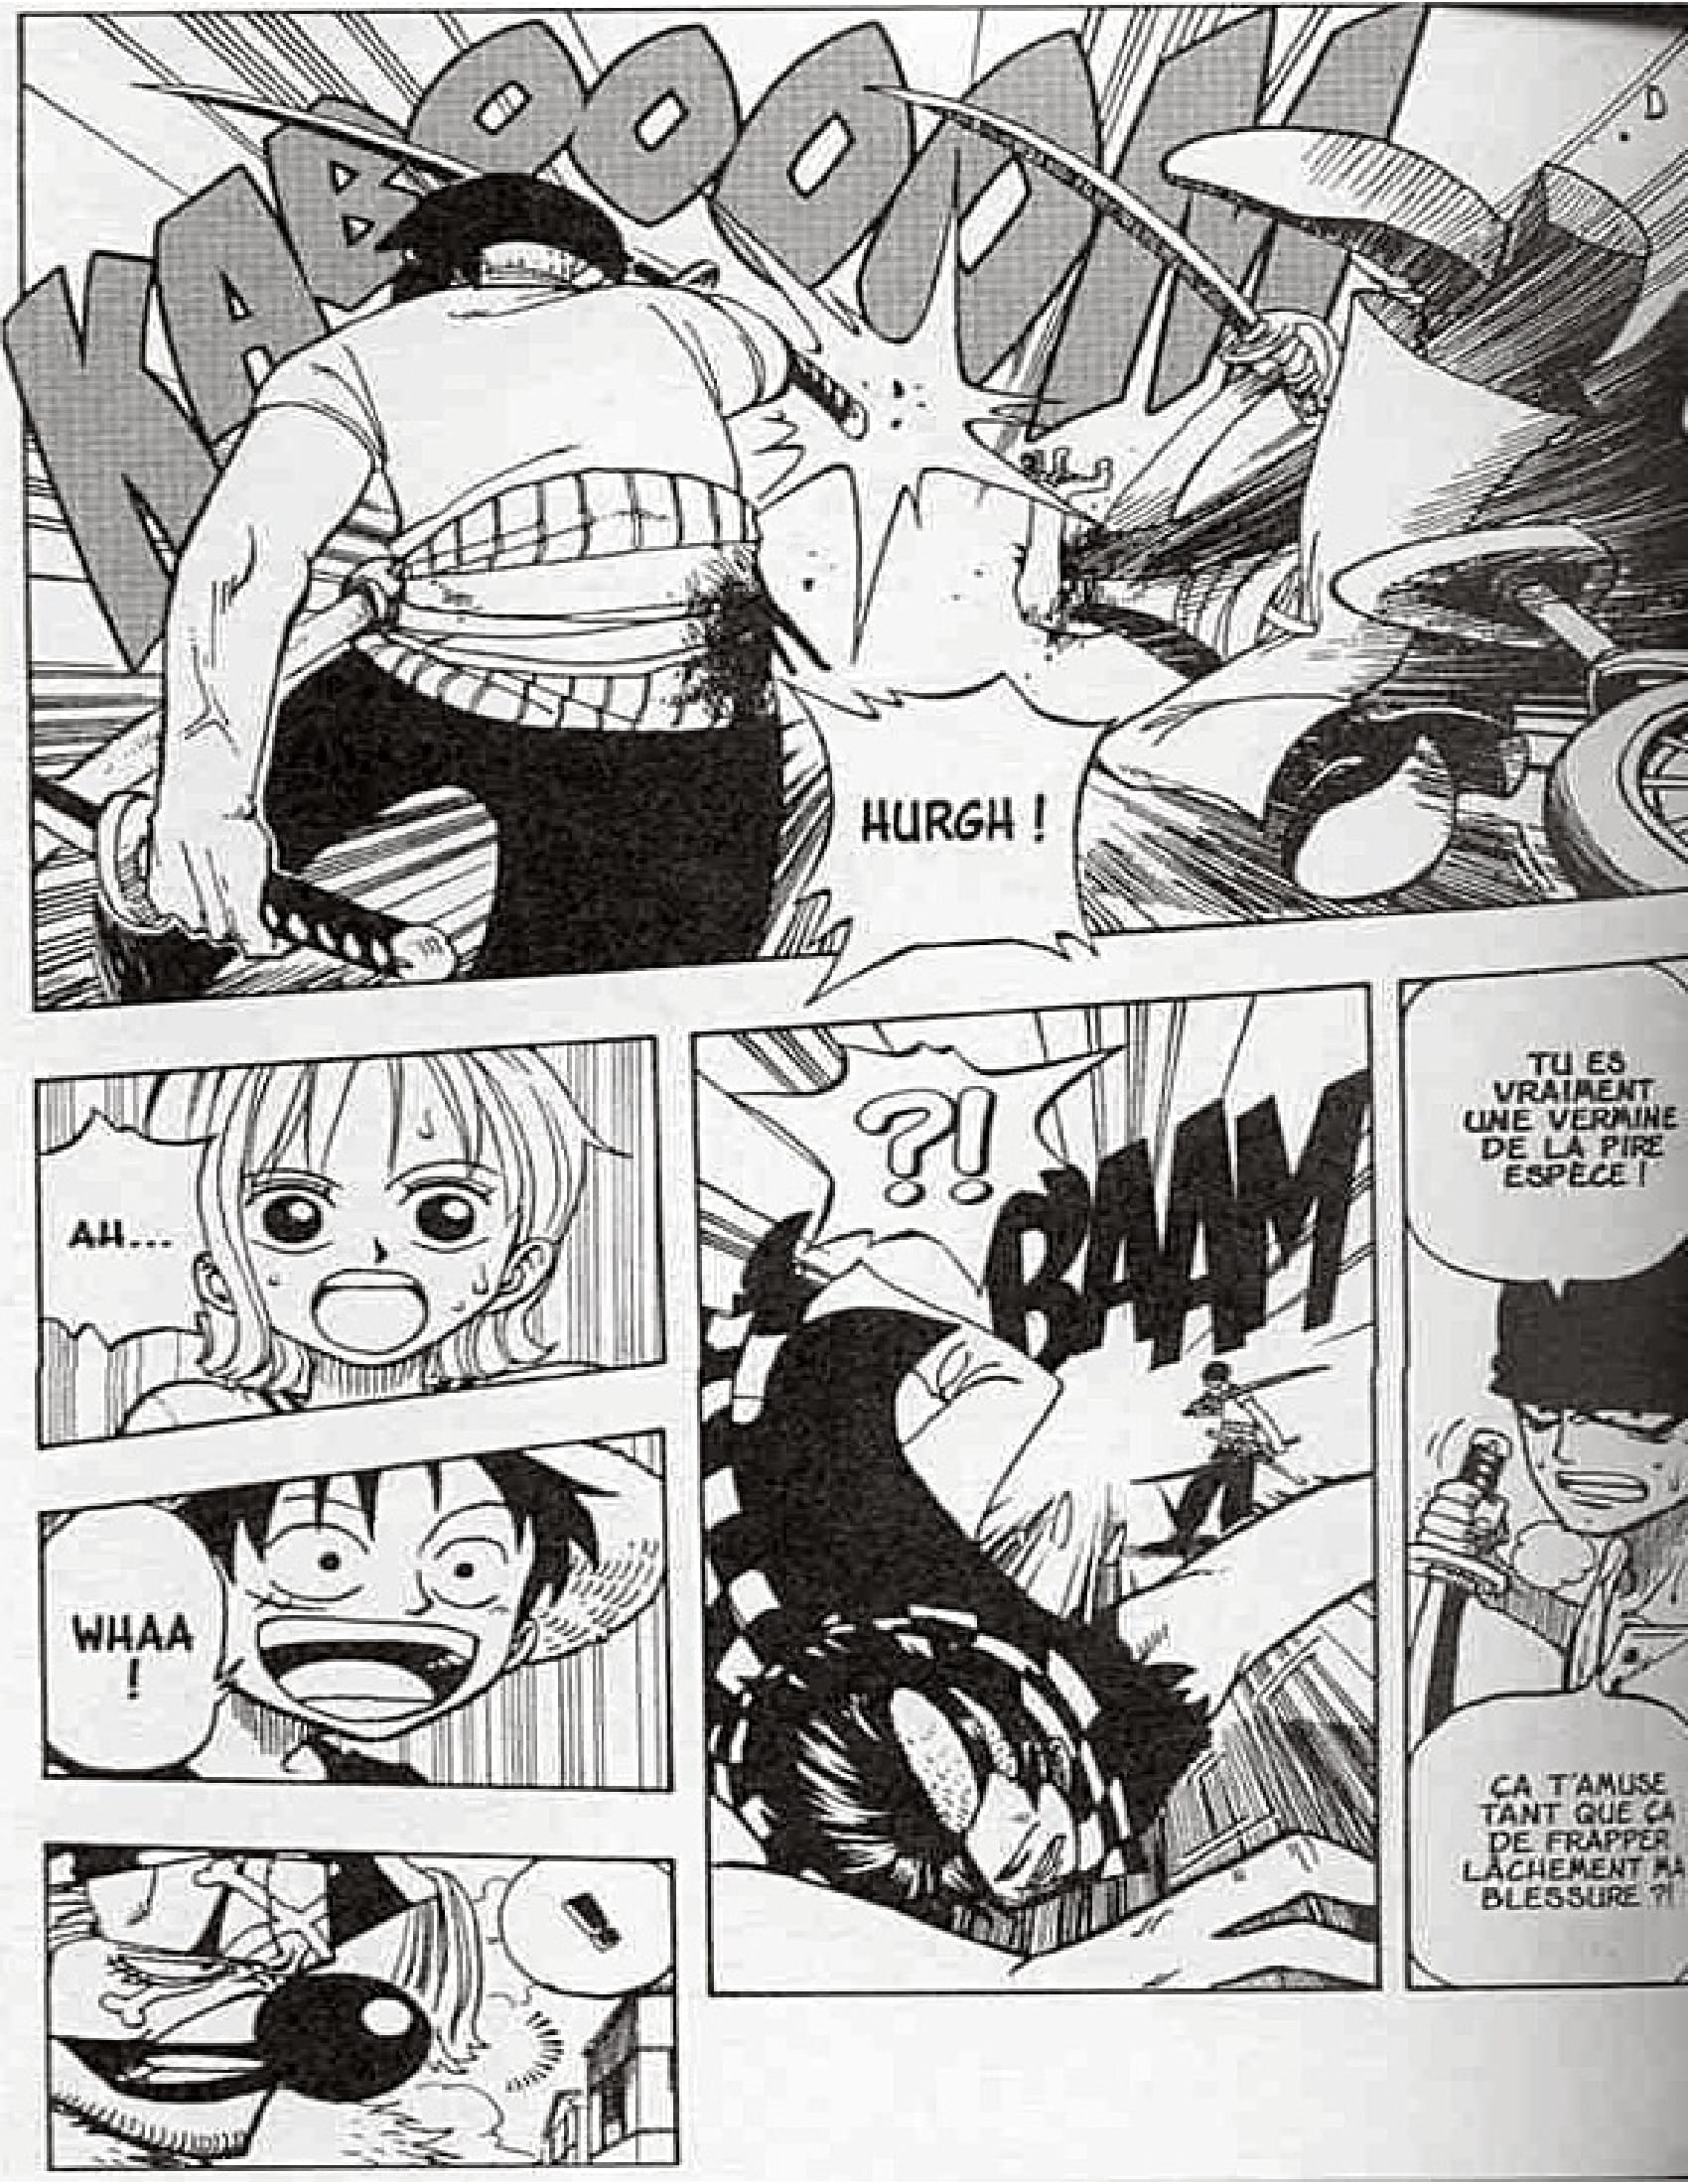 KABOOONH
HURGH !
TU ES
VRAIMENT
UNE VERMINE
DE LA PIRE
ESPÈCE !
ÇA T'AMUSE
TANT QUE ÇA
DE FRAPPER
LÂCHEMENT MA
BLESSURE ?!
?!
BAAM
AH...
WHAA
!
!!